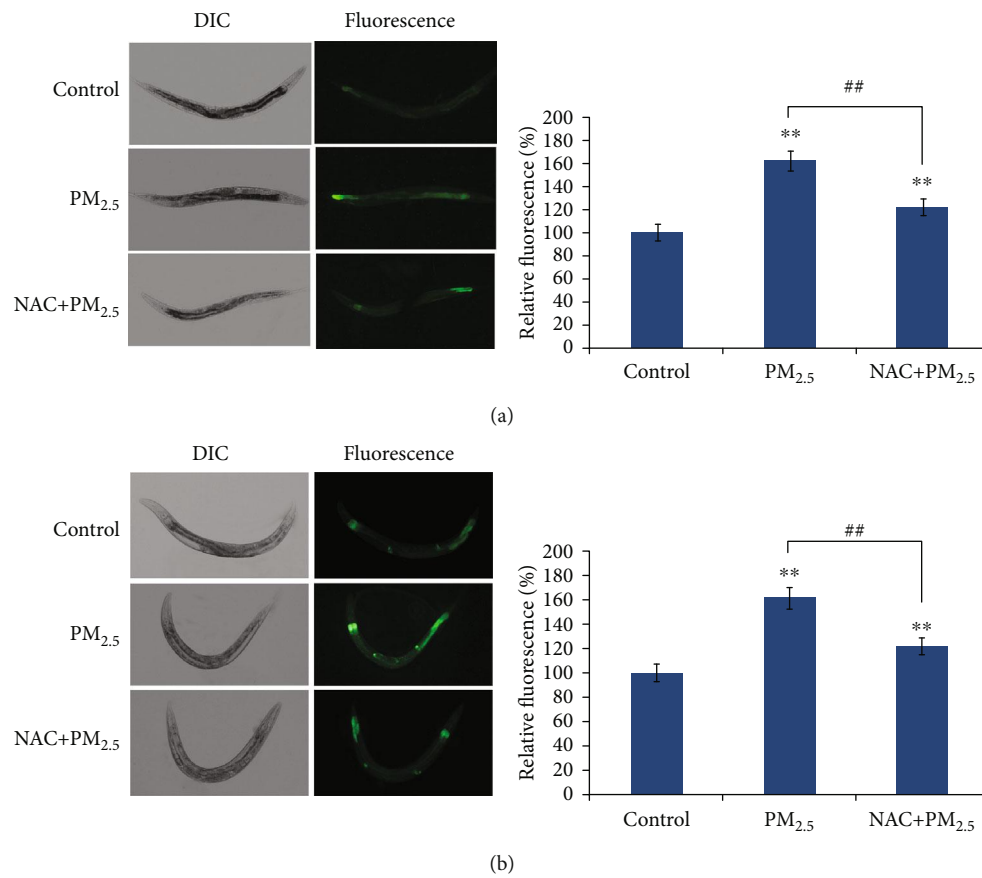 DIC Fluorescence
Control
PM2.5
NAC+PM2.5
##
** **
Relative fluorescence (%)
200
180
160
140
120
100
80
60
40
20
0
Control PM2.5 NAC+PM2.5
(a)
DIC Fluorescence
Control
PM2.5
NAC+PM2.5
##
** **
Relative fluorescence (%)
200
180
160
140
120
100
80
60
40
20
0
Control PM2.5 NAC+PM2.5
(b)